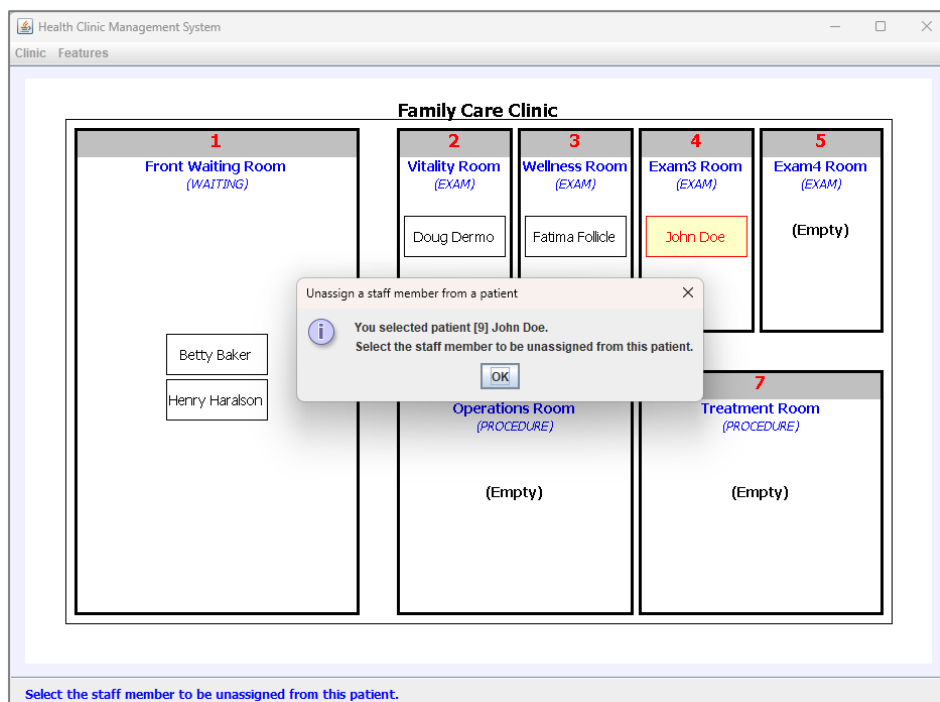 Health Clinic Management System
Clinic Features
Family Care Clinic
1
Front Waiting Room
(WAITING)
Betty Baker
Henry Haralson
2
Vitality Room
(EXAM)
Doug Dermo
3
Wellness Room
(EXAM)
Fatima Follicle
4
Exam3 Room
(EXAM)
John Doe
5
Exam4 Room
(EXAM)
(Empty)
Unassign a staff member from a patient
You selected patient [9] John Doe.
Select the staff member to be unassigned from this patient.
OK
Operations Room
(PROCEDURE)
(Empty)
7
Treatment Room
(PROCEDURE)
(Empty)
Select the staff member to be unassigned from this patient.